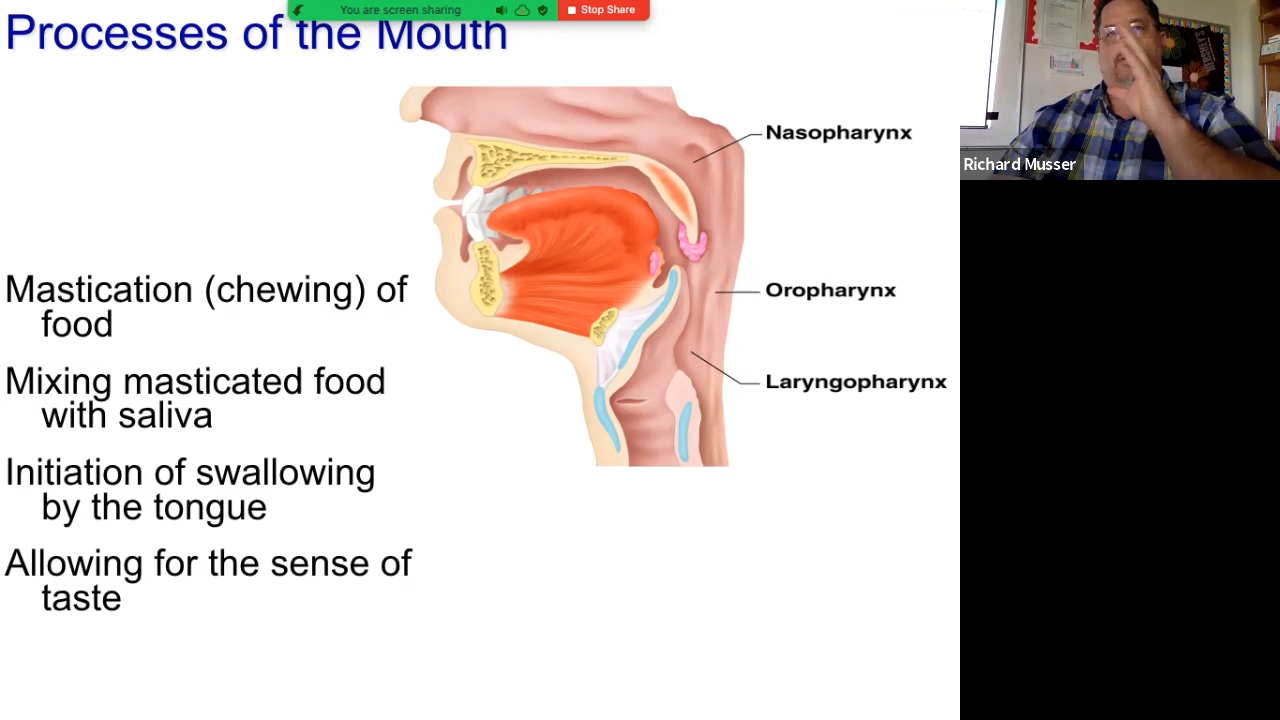 You are screen sharing
Stop Share
Processes of the Mouth
Nasopharynx
Richard Musser
Mastication (chewing) of
food
Oropharynx
Mixing masticated food
with saliva
Laryngopharynx
Initiation of swallowing
by the tongue
Allowing for the sense of
taste